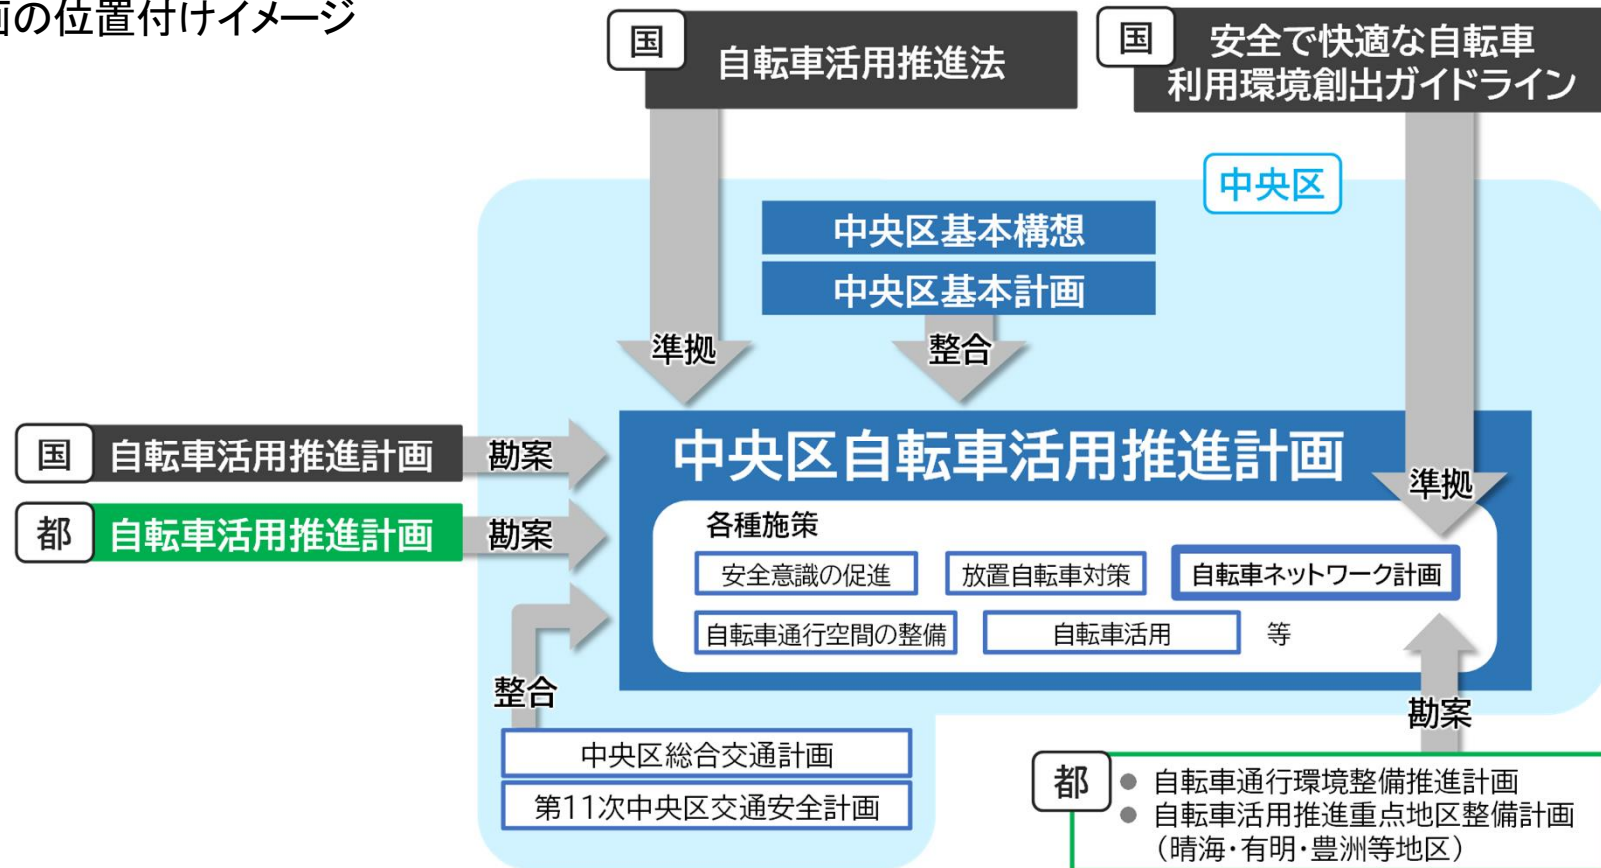 画の位置付けイメージ
国
自転車活用推進法
国
安全で快適な自転車
利用環境創出ガイドライン
中央区
中央区基本構想
中央区基本計画
準拠
整合
国
自転車活用推進計画
勘案
都
自転車活用推進計画
勘案
中央区自転車活用推進計画
準拠
各種施策
安全意識の促進
放置自転車対策
自転車ネットワーク計画
自転車通行空間の整備
自転車活用
等
整合
勘案
中央区総合交通計画
第11次中央区交通安全計画
都
● 自転車通行環境整備推進計画
● 自転車活用推進重点地区整備計画
（晴海・有明・豊洲等地区）